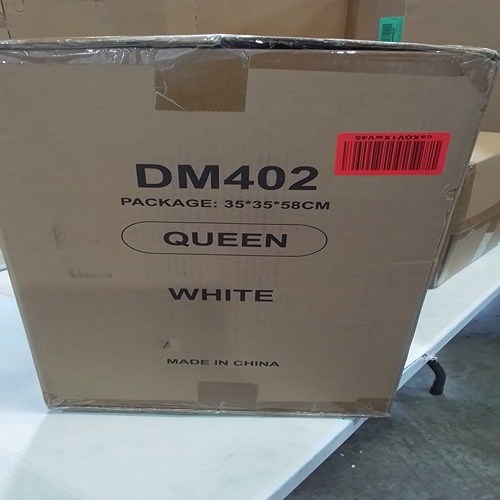 DM402
PACKAGE: 35*35*58CM
QUEEN
WHITE
MADE IN CHINA